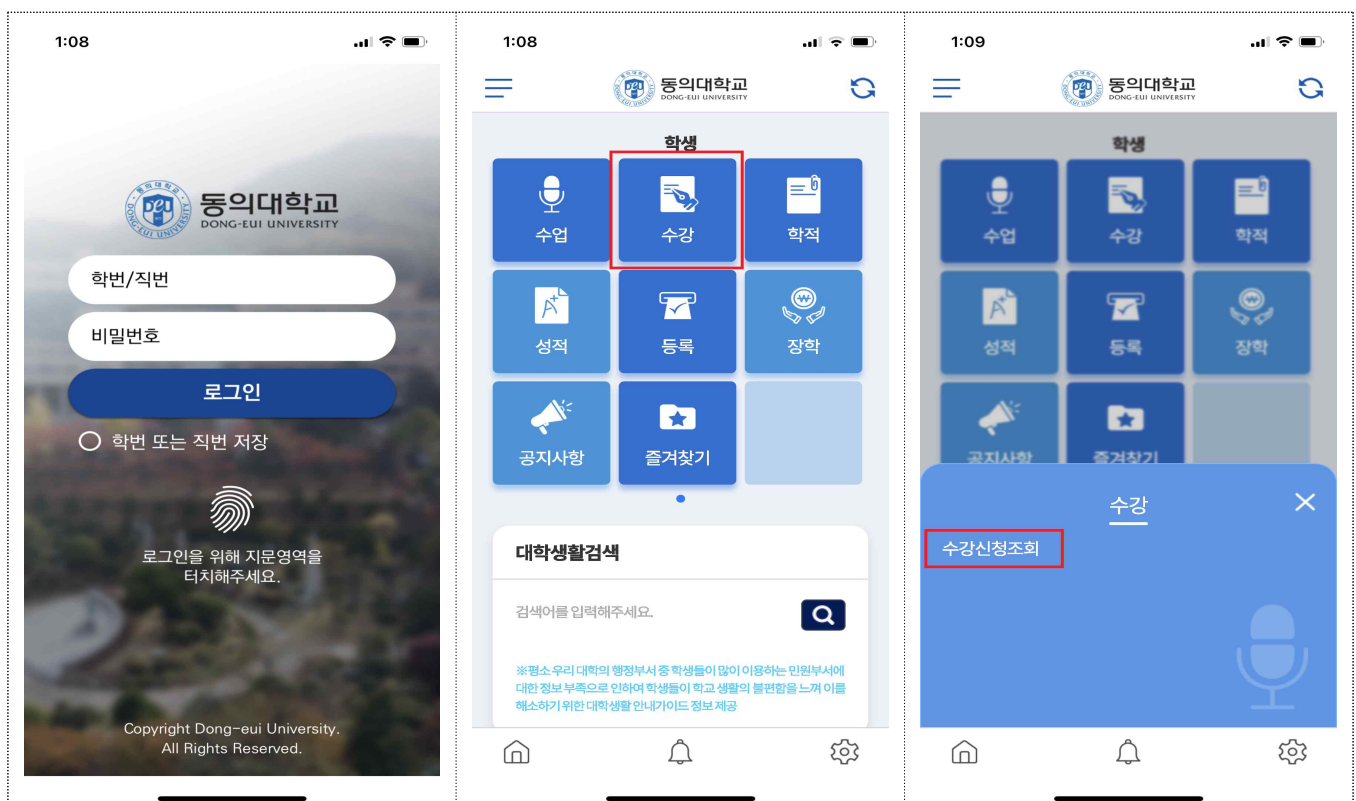 1:08
동의대학교
DONG-EUI UNIVERSITY
학번/직번
비밀번호
로그인
학번 또는 직번 저장
로그인을 위해 지문영역을
터치해주세요.
Copyright Dong-eui University.
All Rights Reserved.
1:08
동의대학교
DONG-EUI UNIVERSITY
학생
수업
수강
학적
성적
등록
장학
공지사항
즐겨찾기
대학생활검색
검색어를 입력해주세요.
※평소 우리 대학의 행정부서 중 학생들이 많이 이용하는 민원부서에
대한 정보 부족으로 인하여 학생들이 학교 생활의 불편함을 느껴 이를
해소하기 위한 대학생활 안내가이드 정보 제공
1:09
동의대학교
DONG-EUI UNIVERSITY
학생
수업
수강
학적
성적
등록
장학
공지사항
즐겨찾기
수강
수강신청조회